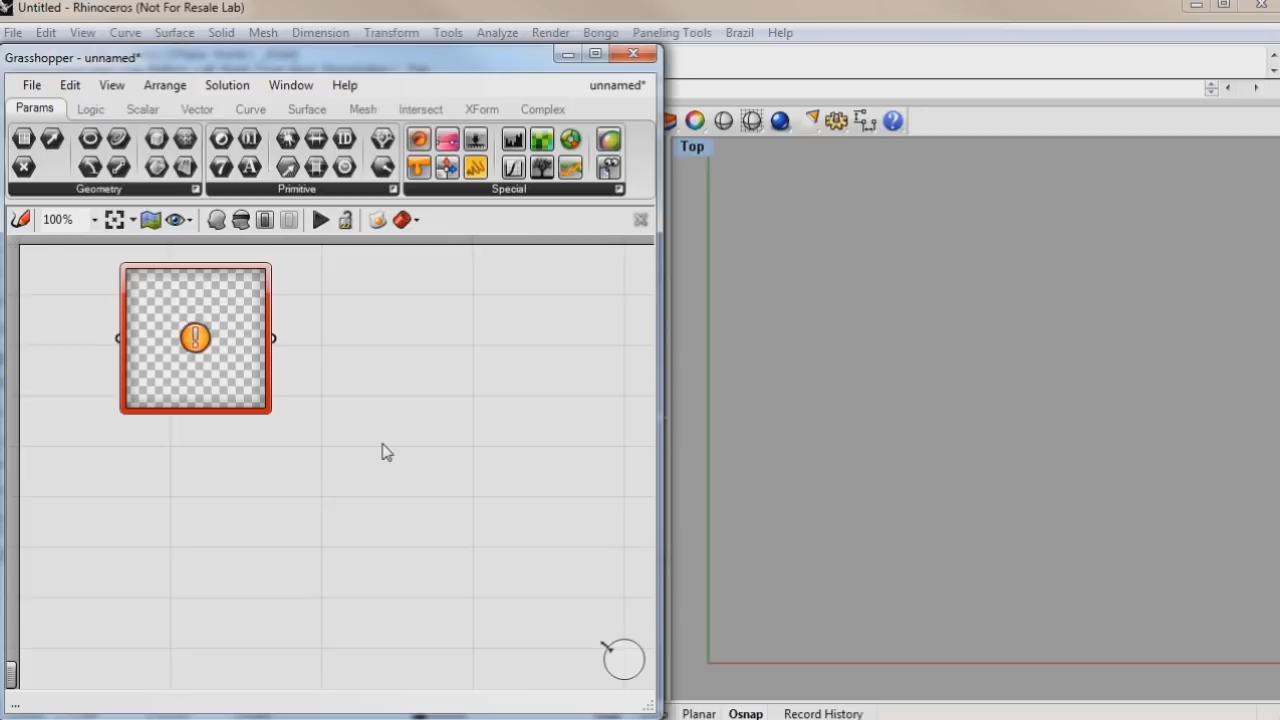 Untitled - Rhinoceros (Not For Resale Lab)
File Edit View Curve Surface Solid Mesh Dimension Transform Tools Analyze Render Bongo Paneling Tools Brazil Help
Grasshopper - unnamed*
File Edit View Arrange Solution Window Help unnamed*
Params Logic Scalar Vector Curve Surface Mesh Intersect XForm Complex
Geometry Primitive Special
100%
Top
...
Planar Osnap Record History